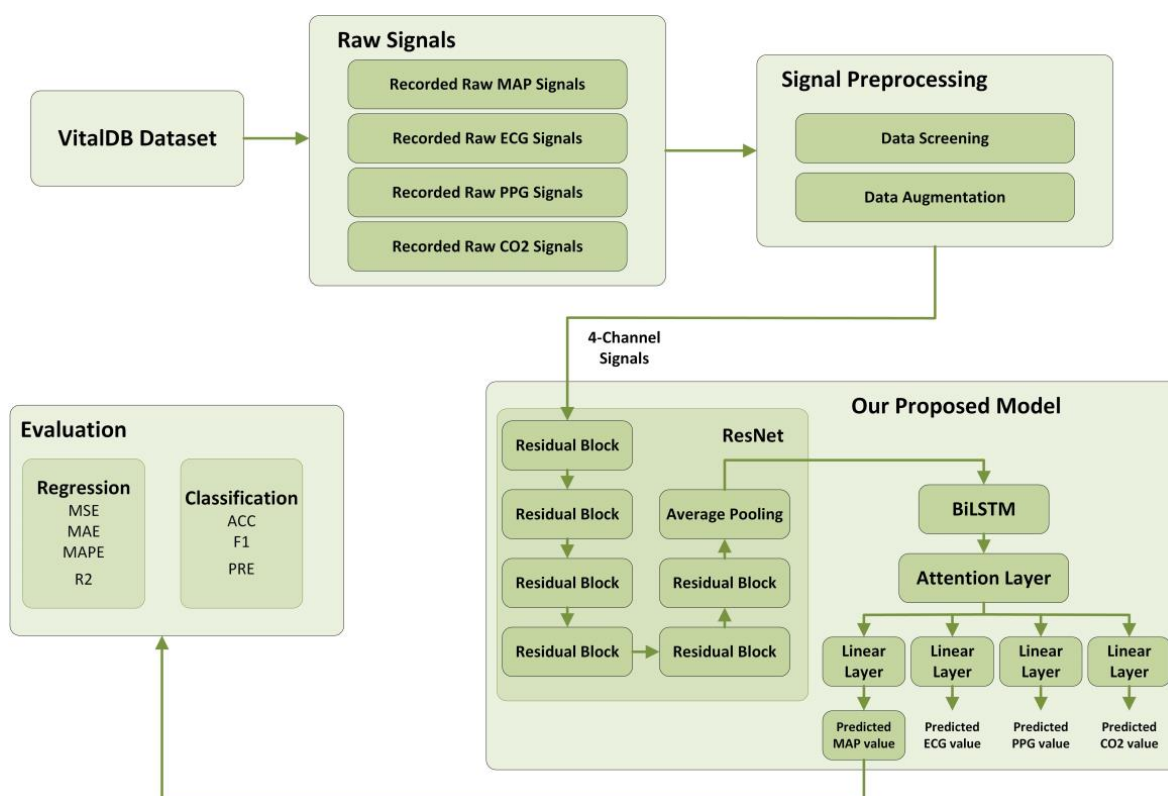 VitalDB Dataset
Raw Signals
Recorded Raw MAP Signals
Recorded Raw ECG Signals
Recorded Raw PPG Signals
Recorded Raw CO2 Signals
Signal Preprocessing
Data Screening
Data Augmentation
4-Channel
Signals
Our Proposed Model
ResNet
Residual Block
Residual Block
Residual Block
Residual Block
Residual Block
Residual Block
Average Pooling
BiLSTM
Attention Layer
Linear
Layer
Linear
Layer
Linear
Layer
Linear
Layer
Predicted
MAP value
Predicted
ECG value
Predicted
PPG value
Predicted
CO2 value
Evaluation
Regression
MSE
MAE
MAPE
R2
Classification
ACC
F1
PRE